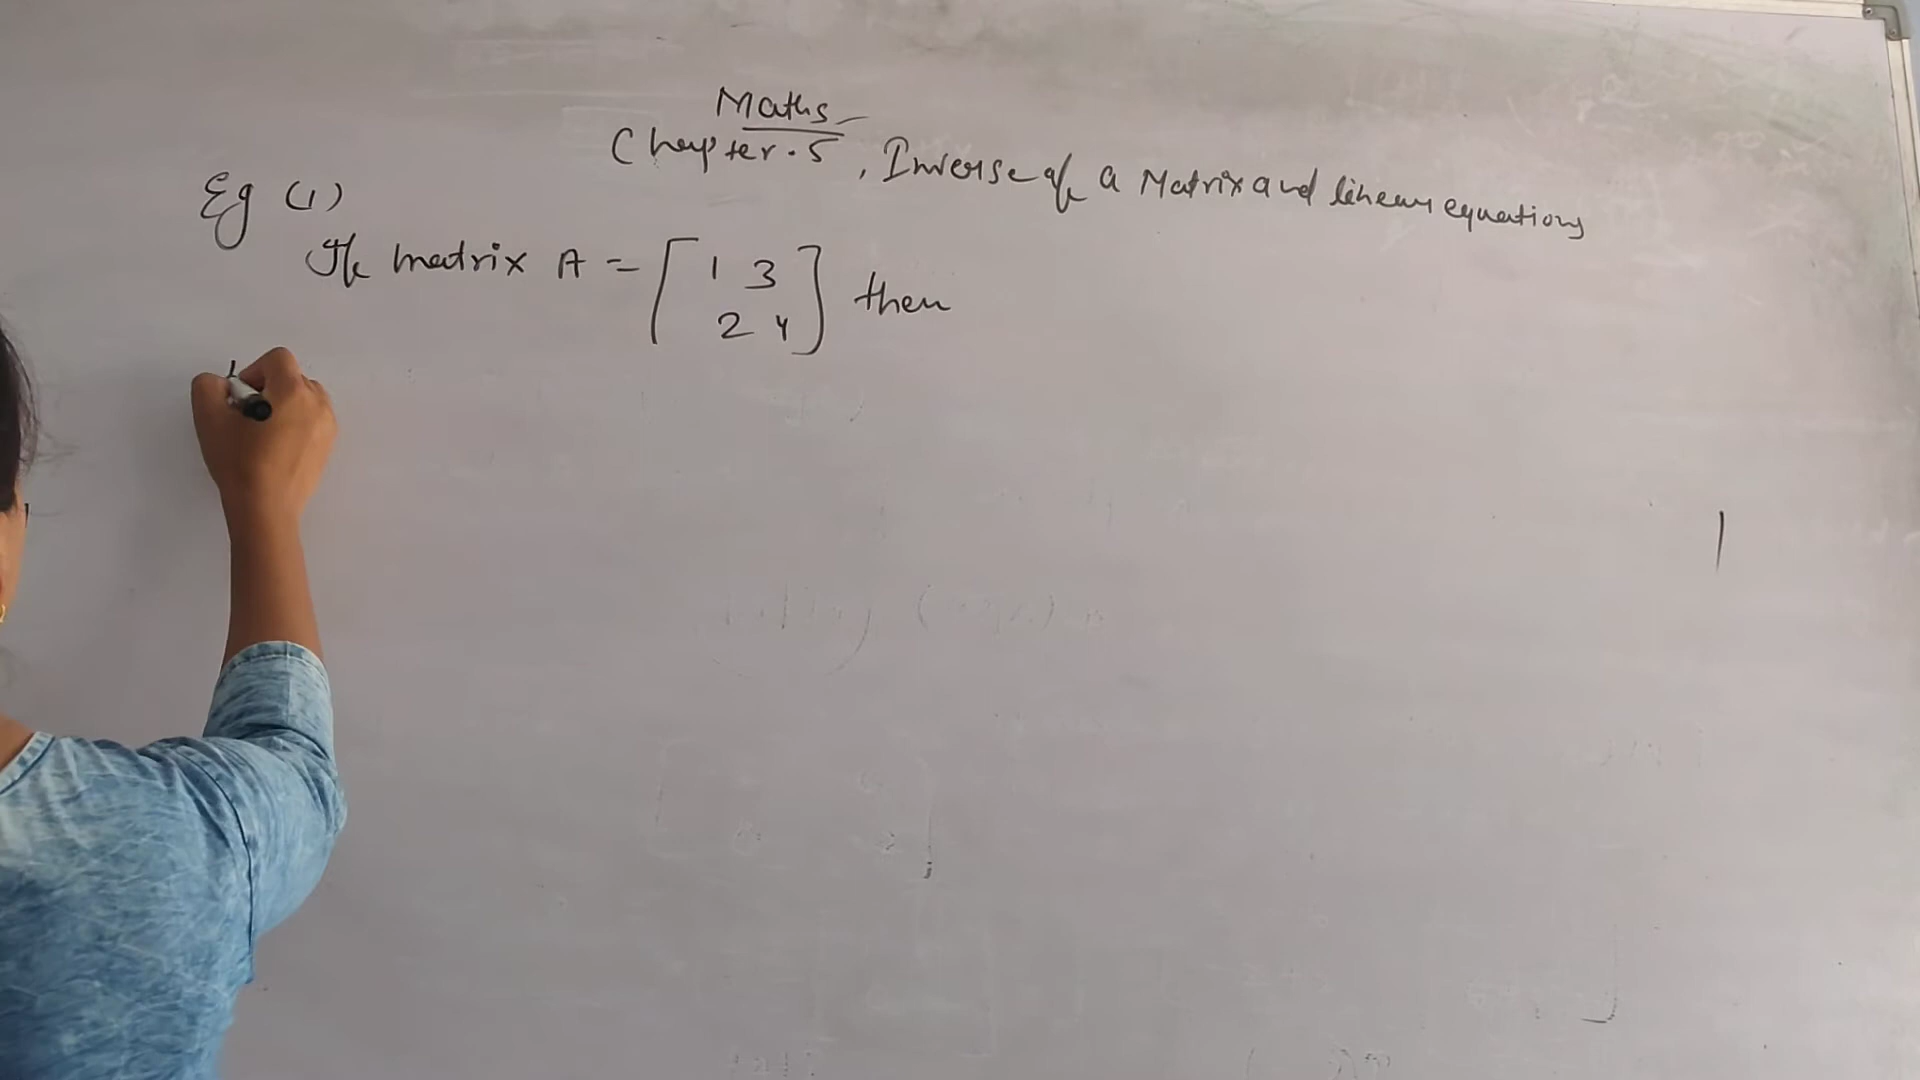 Maths
Chapter.5, Inverse of a Matrix and linear equations
Eg (1)
If matrix A = [ 1 3
2 4 ] then